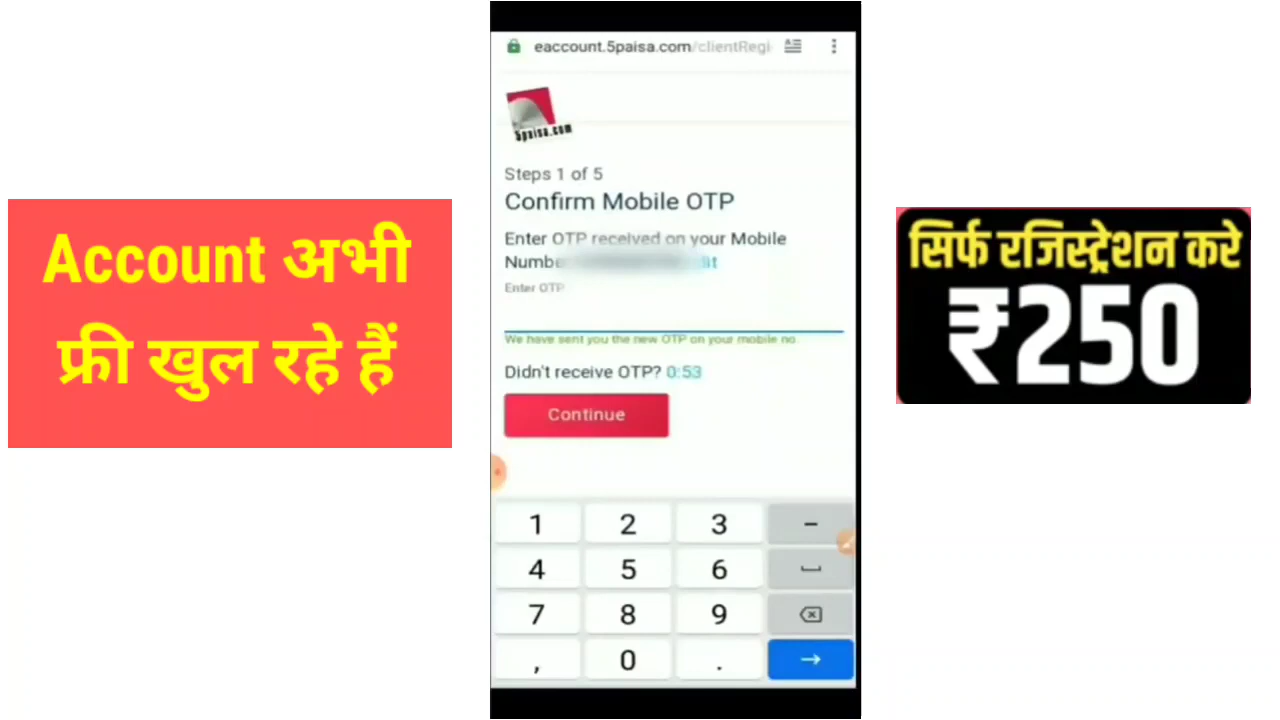 Account अभी
फ्री खुल रहे हैं
eaccount.5paisa.com/clientRegi
5paisa.com
Steps 1 of 5
Confirm Mobile OTP
Enter OTP received on your Mobile
Number
Enter OTP
We have sent you the new OTP on your mobile no.
Didn't receive OTP? 0:53
Continue
1 2 3 -
4 5 6
7 8 9
, 0 .
सिर्फ रजिस्ट्रेशन करे
₹250